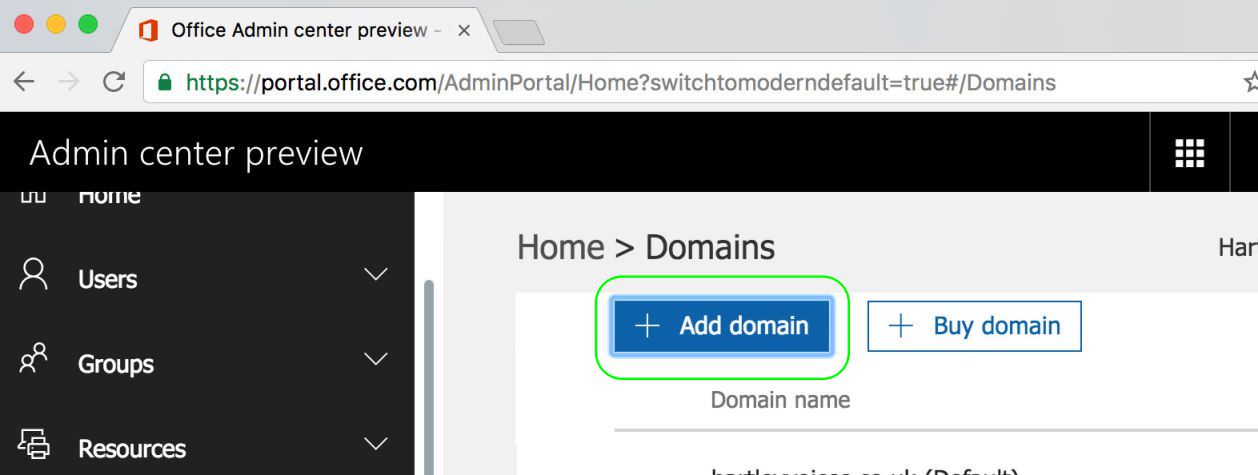 Office Admin center preview -
https://portal.office.com/AdminPortal/Home?switchtomoderndefault=true#/Domains
Admin center preview
Home
Users
Groups
Resources
Home > Domains
Har
Add domain
Buy domain
Domain name
(Default)